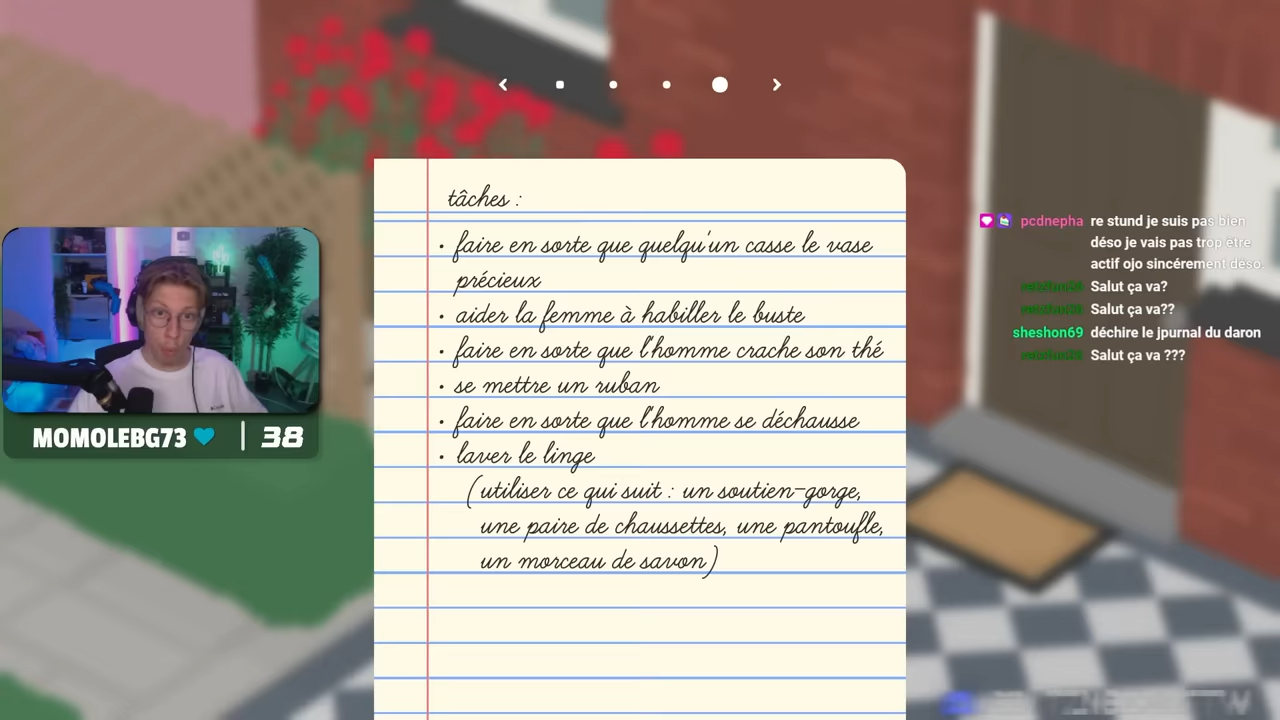 tâches :
• faire en sorte que quelqu'un casse le vase
précieux
• aider la femme à habiller le buste
• faire en sorte que l'homme crache son thé
• se mettre un ruban
• faire en sorte que l'homme se déchausse
• laver le linge
(utiliser ce qui suit : un soutien-gorge,
une paire de chaussettes, une pantoufle,
un morceau de savon)
MOMOLEBG73 | 38
pcdnepha re stund je suis pas bien
déso je vais pas trop etre
actif ojo sincérement déso.
Salut ça va?
Salut ça va??
sheshon69 déchire le jpurnal du daron
Salut ça va ???